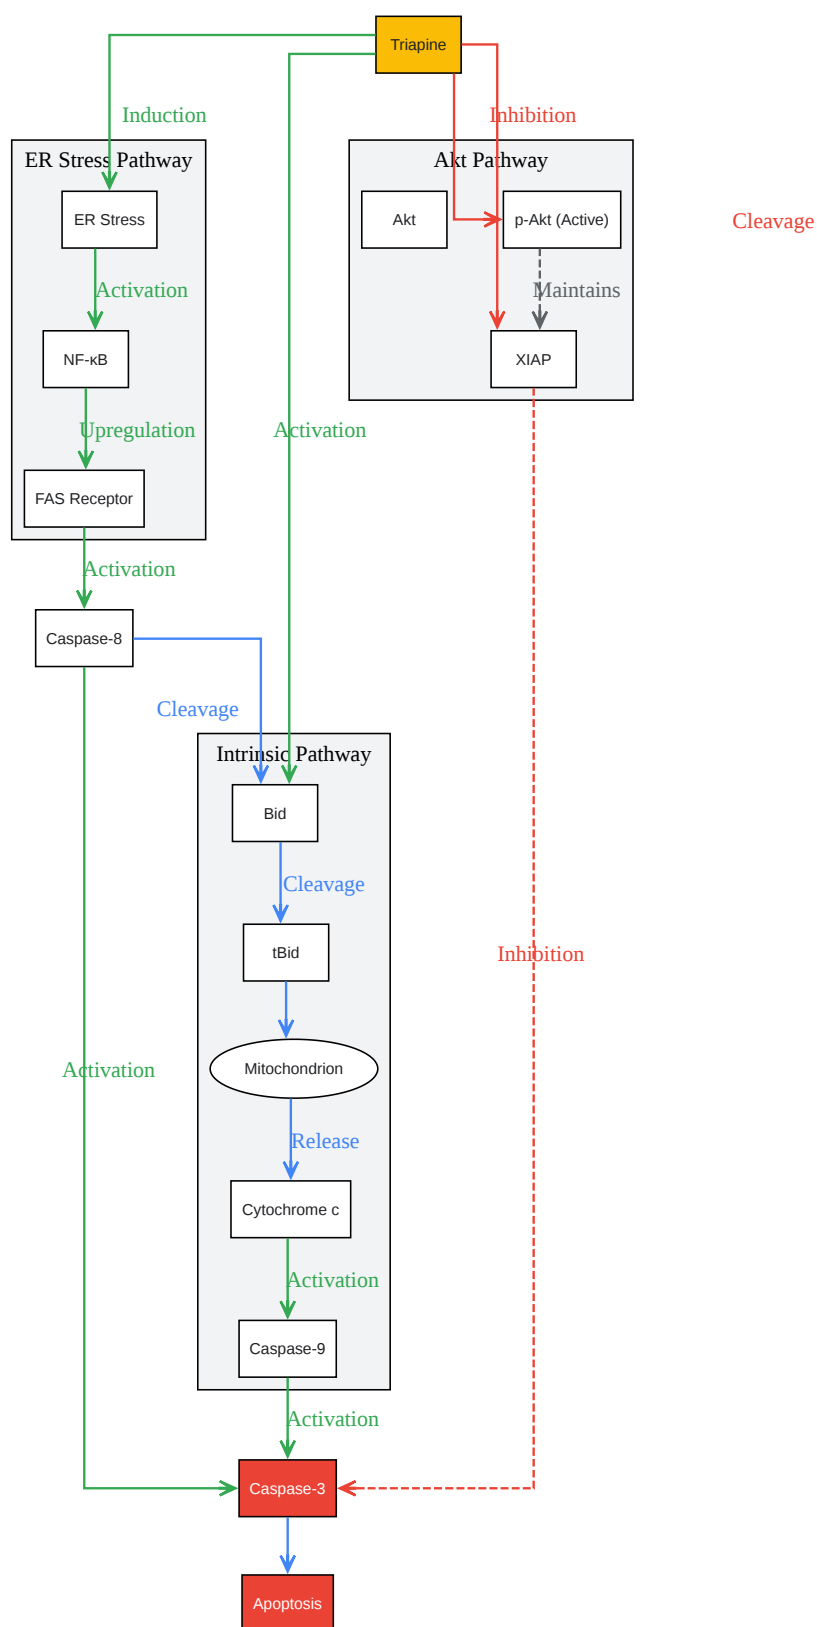 Triapine
Induction
Inhibition
ER Stress Pathway
Akt Pathway
ER Stress
Akt
p-Akt (Active)
Cleavage
Activation
Maintains
NF-κB
XIAP
Upregulation
Activation
FAS Receptor
Activation
Caspase-8
Cleavage
Intrinsic Pathway
Bid
Cleavage
tBid
Inhibition
Mitochondrion
Activation
Release
Cytochrome c
Activation
Caspase-9
Activation
Caspase-3
Apoptosis